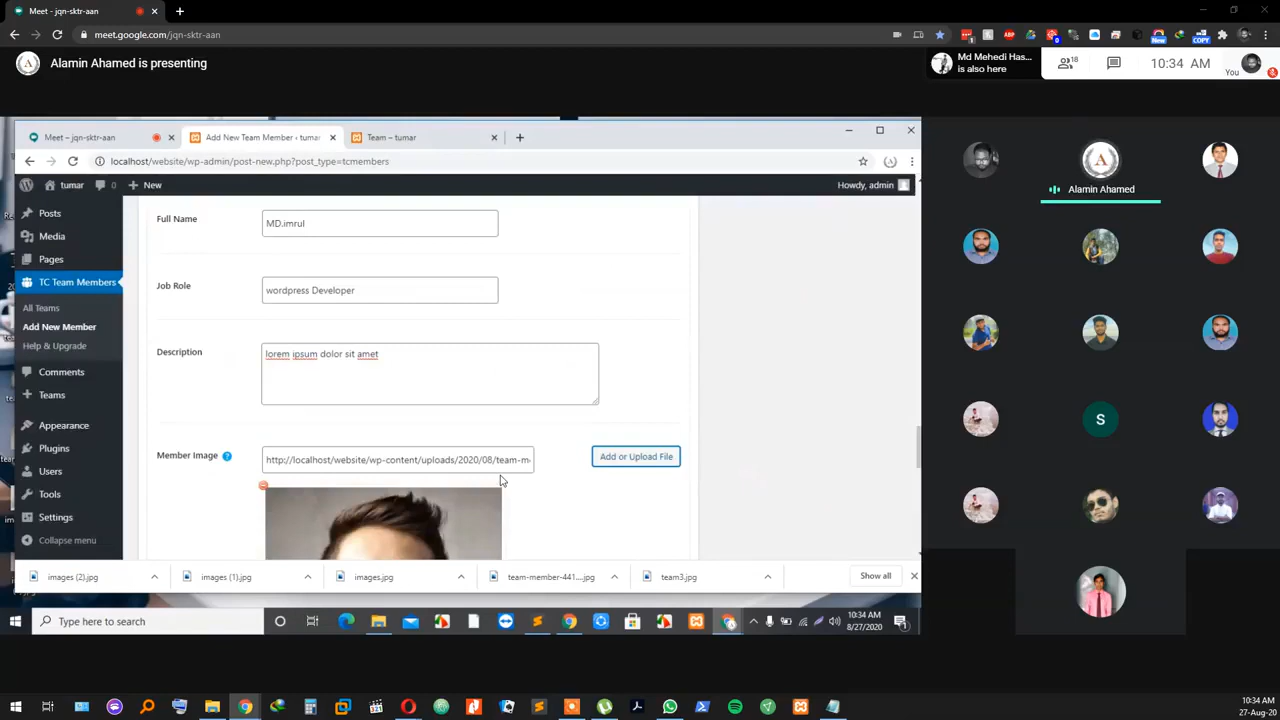 Meet - jqn-sktr-aan
meet.google.com/jqn-sktr-aan
New
COPY
Alamin Ahamed is presenting
Md Mehedi Has...
is also here
18
10:34 AM
You
Meet – jqn-sktr-aan
Add New Team Member ‹ tumar
Team – tumar
localhost/website/wp-admin/post-new.php?post_type=tcmembers
tumar
0
New
Howdy, admin
Posts
Media
Pages
TC Team Members
All Teams
Add New Member
Help & Upgrade
Comments
Teams
Appearance
Plugins
Users
Tools
Settings
Collapse menu
Full Name
MD.imrul
Job Role
wordpress Developer
Description
lorem ipsum dolor sit amet
Member Image
http://localhost/website/wp-content/uploads/2020/08/team-m
Add or Upload File
Alamin Ahamed
A
S
images (2).jpg
images (1).jpg
images.jpg
team-member-441....jpg
team3.jpg
Show all
Type here to search
10:34 AM
8/27/2020
10:34 AM
27-Aug-20